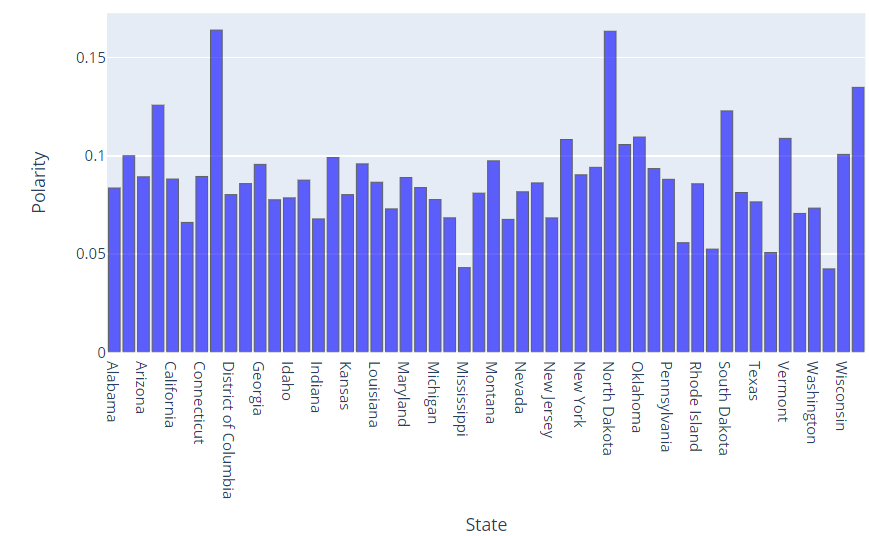 0.15
0.1
0.05
0
Polarity
Alabama
Arizona
California
Connecticut
District of Columbia
Georgia
Idaho
Indiana
Kansas
Louisiana
Maryland
Michigan
Mississippi
Montana
Nevada
New Jersey
New York
North Dakota
Oklahoma
Pennsylvania
Rhode Island
South Dakota
Texas
Vermont
Washington
Wisconsin
State